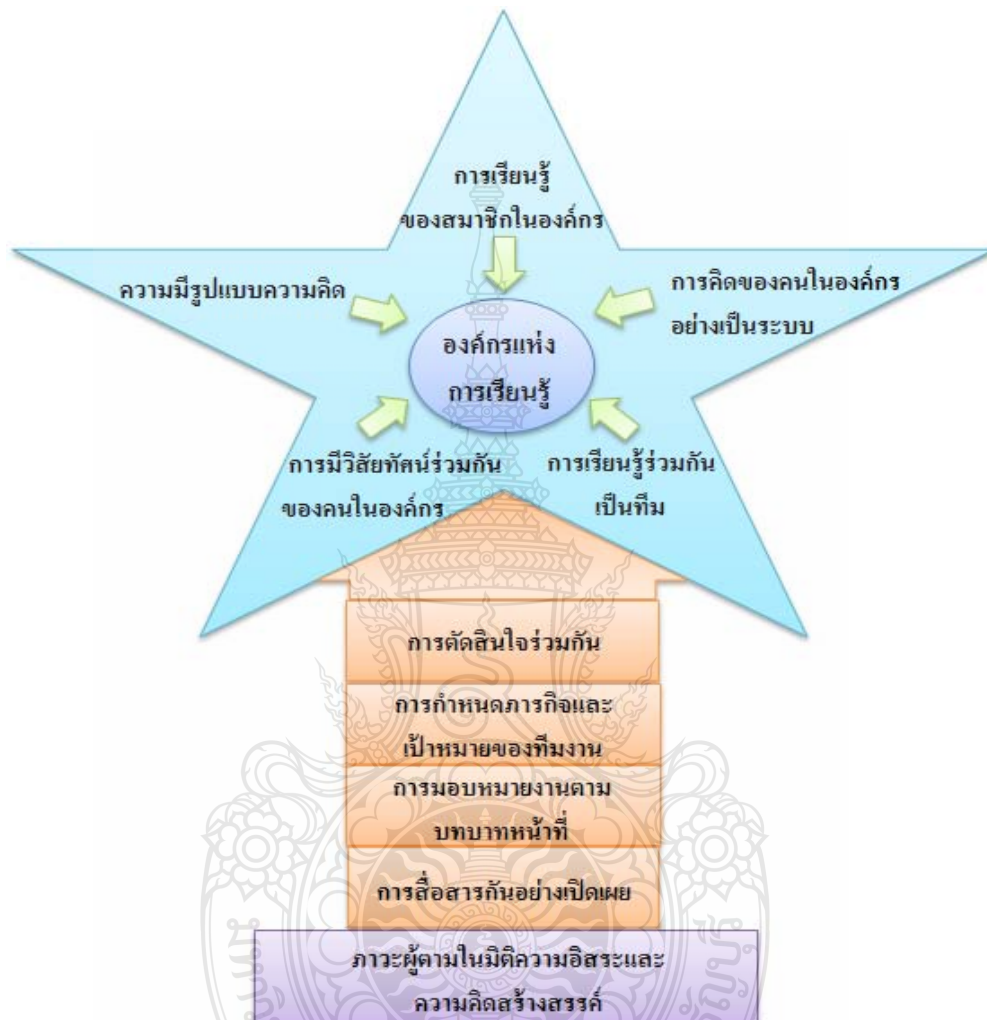 การเรียนรู้
ของสมาชิกในองค์กร
ความมีรูปแบบความคิด
การคิดของคนในองค์กร
อย่างเป็นระบบ
องค์กรแห่ง
การเรียนรู้
การมีวิสัยทัศน์ร่วมกัน
ของคนในองค์กร
การเรียนรู้ร่วมกัน
เป็นทีม
การตัดสินใจร่วมกัน
การกำหนดภารกิจและ
เป้าหมายของทีมงาน
การมอบหมายงานตาม
บทบาทหน้าที่
การสื่อสารกันอย่างเปิดเผย
ภาวะผู้ตามในมิติความอิสระและ
ความคิดสร้างสรรค์